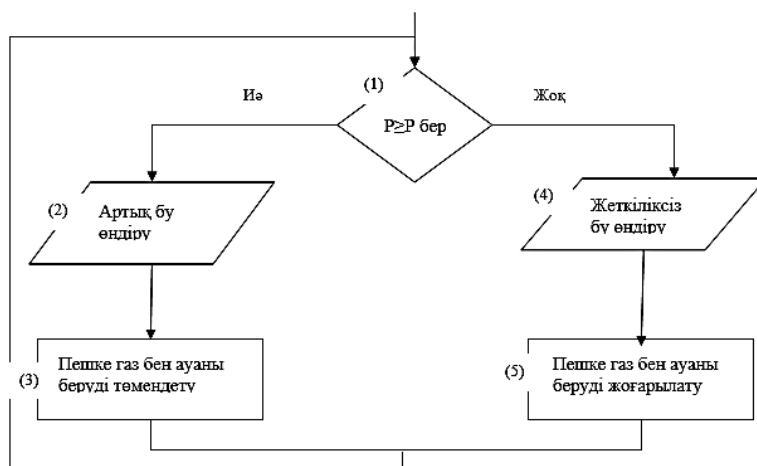 (1)
Иә
Жоқ
P≥P бер
(2)
Артық бу
өндіру
(4)
Жеткіліксіз
бу өндіру
(3)
Пешке газ бен ауаны
беруді төмендету
(5)
Пешке газ бен ауаны
беруді жоғарылату